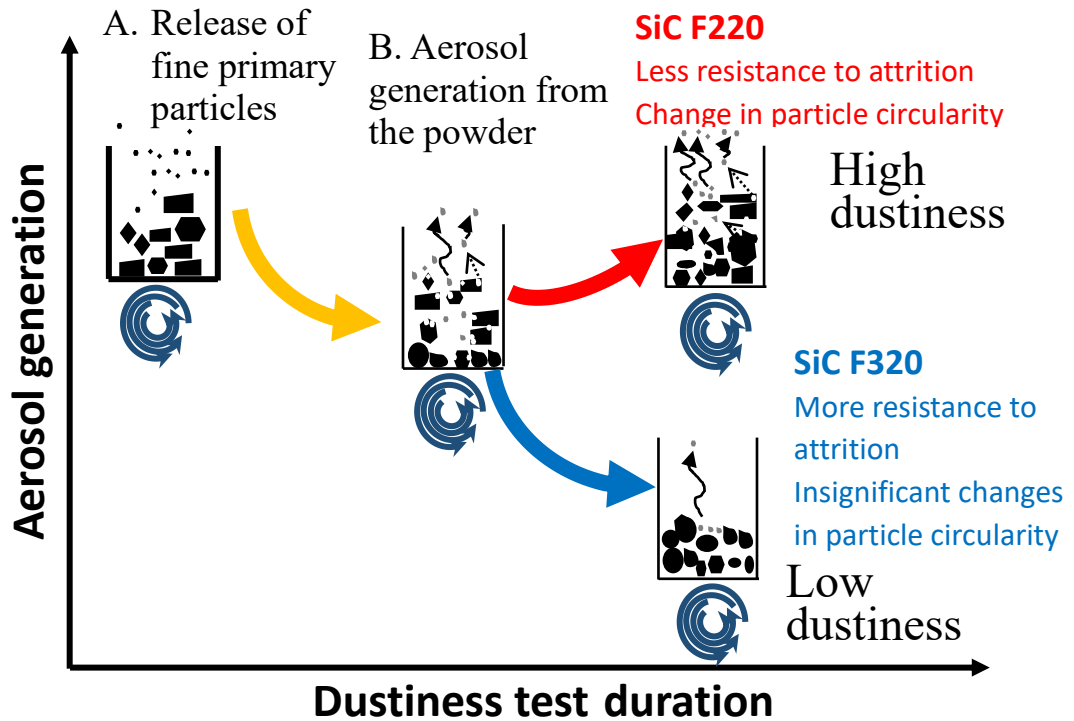 A. Release of
fine primary
particles
B. Aerosol
generation from
the powder
SiC F220
Less resistance to attrition
Change in particle circularity
High
dustiness
SiC F320
More resistance to
attrition
Insignificant changes
in particle circularity
Low
dustiness
Aerosol generation
Dustiness test duration